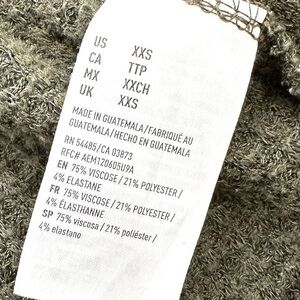 US XXS
CA TTP
MX XXCH
UK XXS
MADE IN GUATEMALA/FABRIQUÉ AU
GUATEMALA/HECHO EN GUATEMALA
RN 54485/CA 03873
RFC# AEM120605U9A
EN 75% VISCOSE / 21% POLYESTER /
4% ELASTANE
FR 75% VISCOSE / 21% POLYESTER /
4% ÉLASTHANNE
SP 75% viscosa / 21% poliéster /
4% elastano